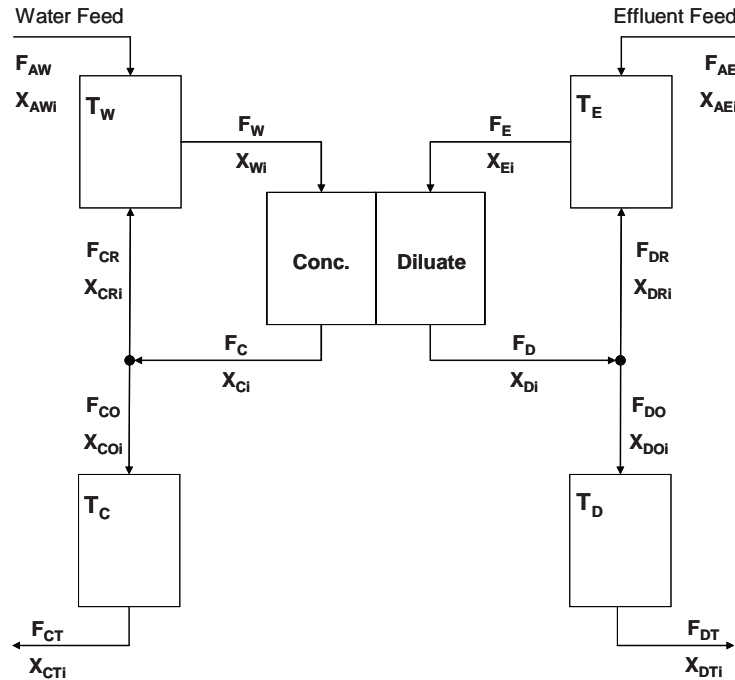 Water Feed
Effluent Feed
F_AW
X_AWi
T_W
F_W
X_Wi
F_E
X_Ei
T_E
F_AE
X_AEi
Conc.
Diluate
F_CR
X_CRi
F_DR
X_DRi
F_C
X_Ci
F_D
X_Di
F_CO
X_COi
F_DO
X_DOi
T_C
T_D
F_CT
X_CTi
F_DT
X_DTi